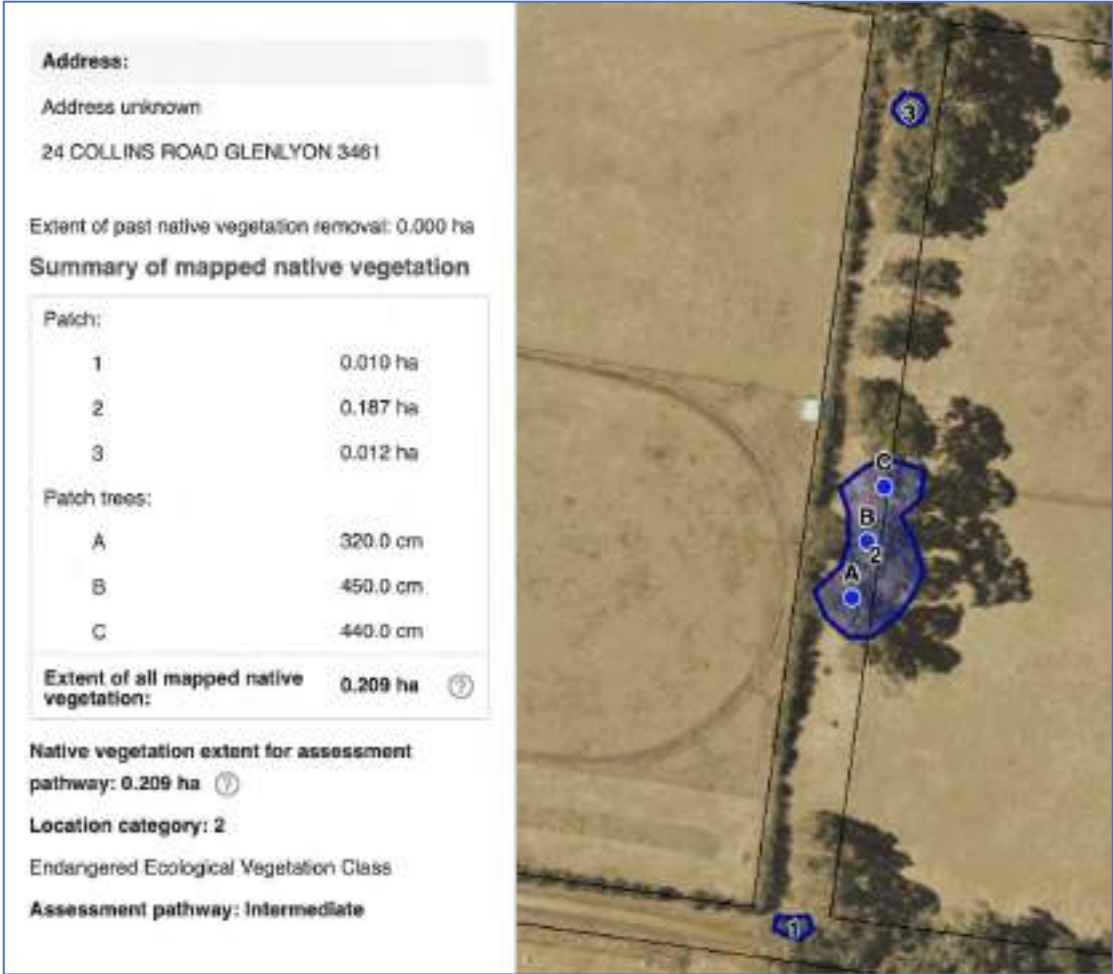 Address:
Address unknown
24 COLLINS ROAD GLENLYON 3461
Extent of past native vegetation removal: 0.000 ha
Summary of mapped native vegetation
Patch:
1 0.010 ha
2 0.187 ha
3 0.012 ha
Patch trees:
A 320.0 cm
B 450.0 cm
C 440.0 cm
Extent of all mapped native
vegetation: 0.209 ha ?
Native vegetation extent for assessment
pathway: 0.209 ha ?
Location category: 2
Endangered Ecological Vegetation Class
Assessment pathway: Intermediate
3
C
B
2
A
1